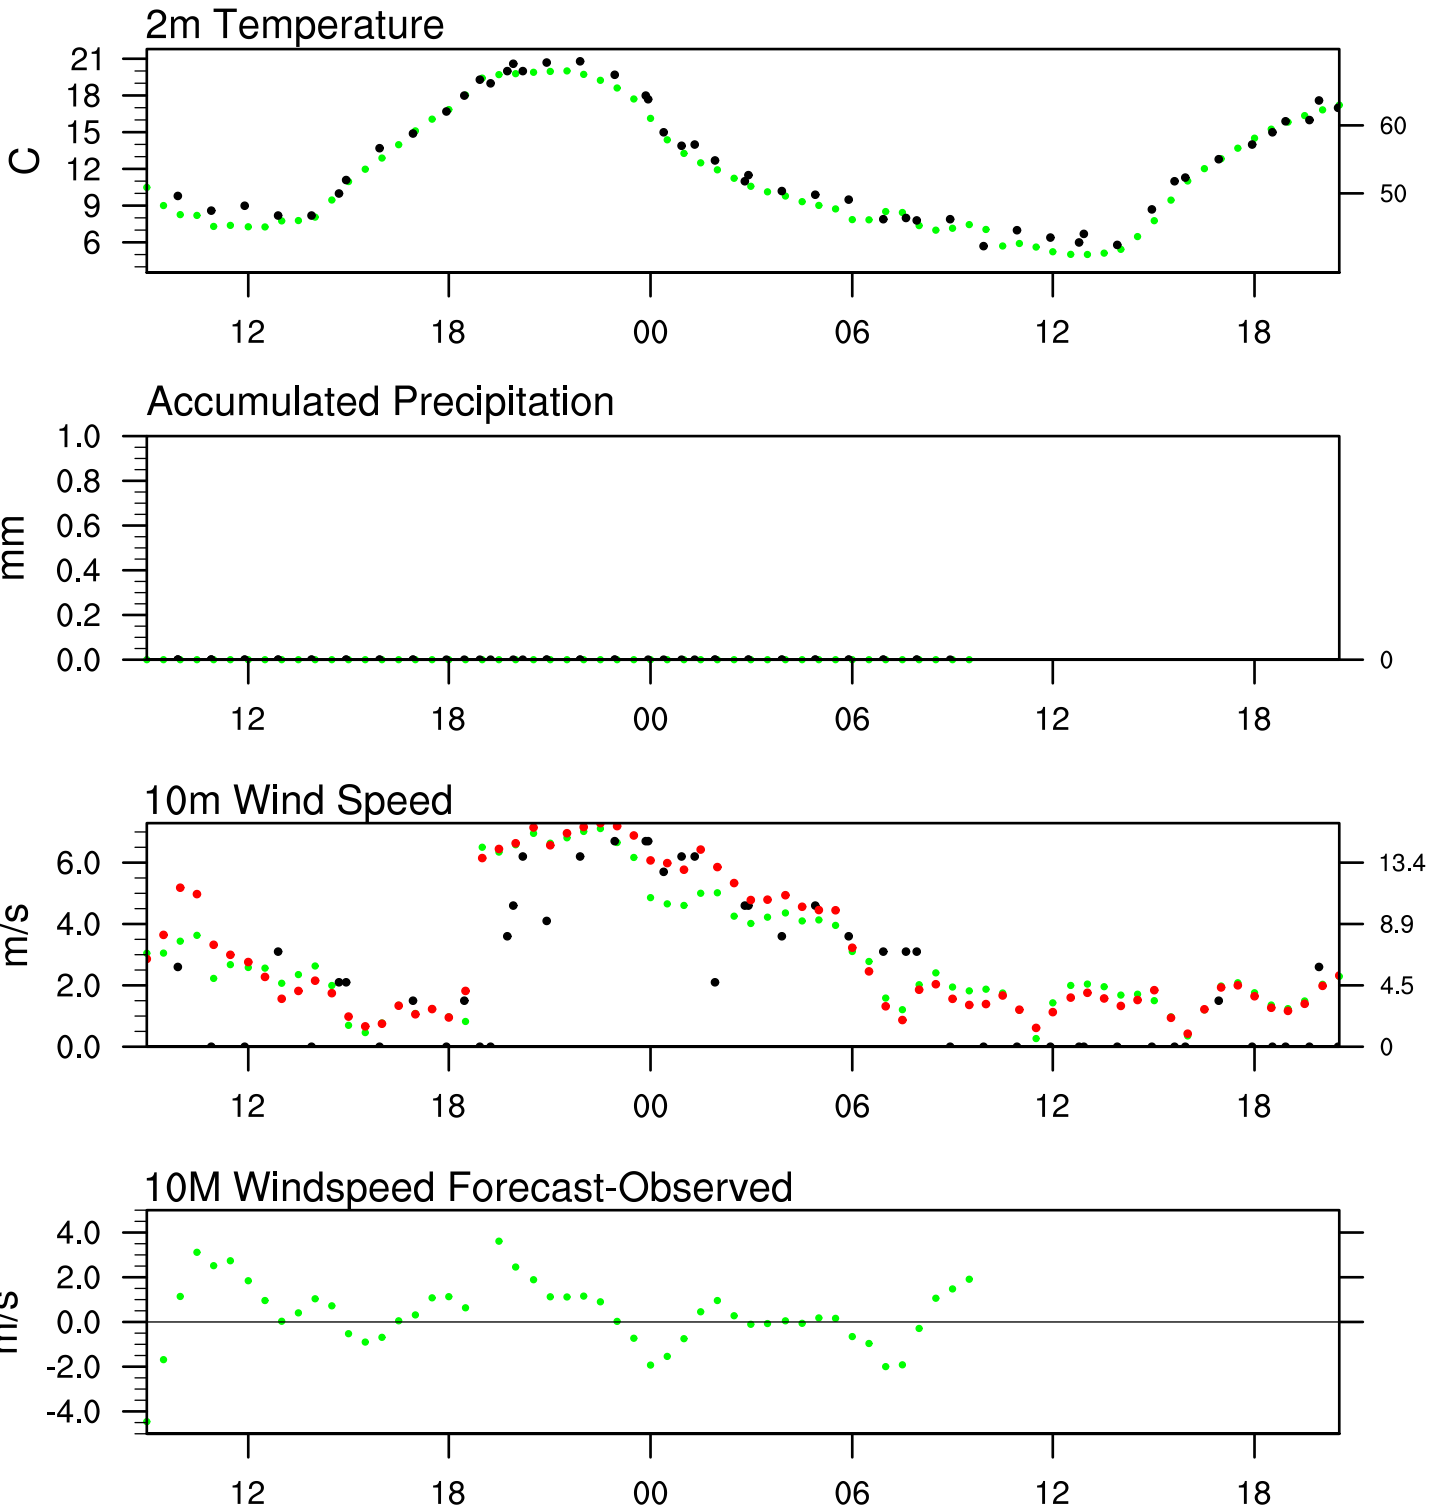 2m Temperature
21
18
15
12
9
6
C
60
50
12 18 00 06 12 18
Accumulated Precipitation
1.0
0.8
0.6
0.4
0.2
0.0
mm
0
12 18 00 06 12 18
10m Wind Speed
6.0
4.0
2.0
0.0
m/s
13.4
8.9
4.5
0
12 18 00 06 12 18
10M Windspeed Forecast-Observed
4.0
2.0
0.0
-2.0
-4.0
m/s
12 18 00 06 12 18